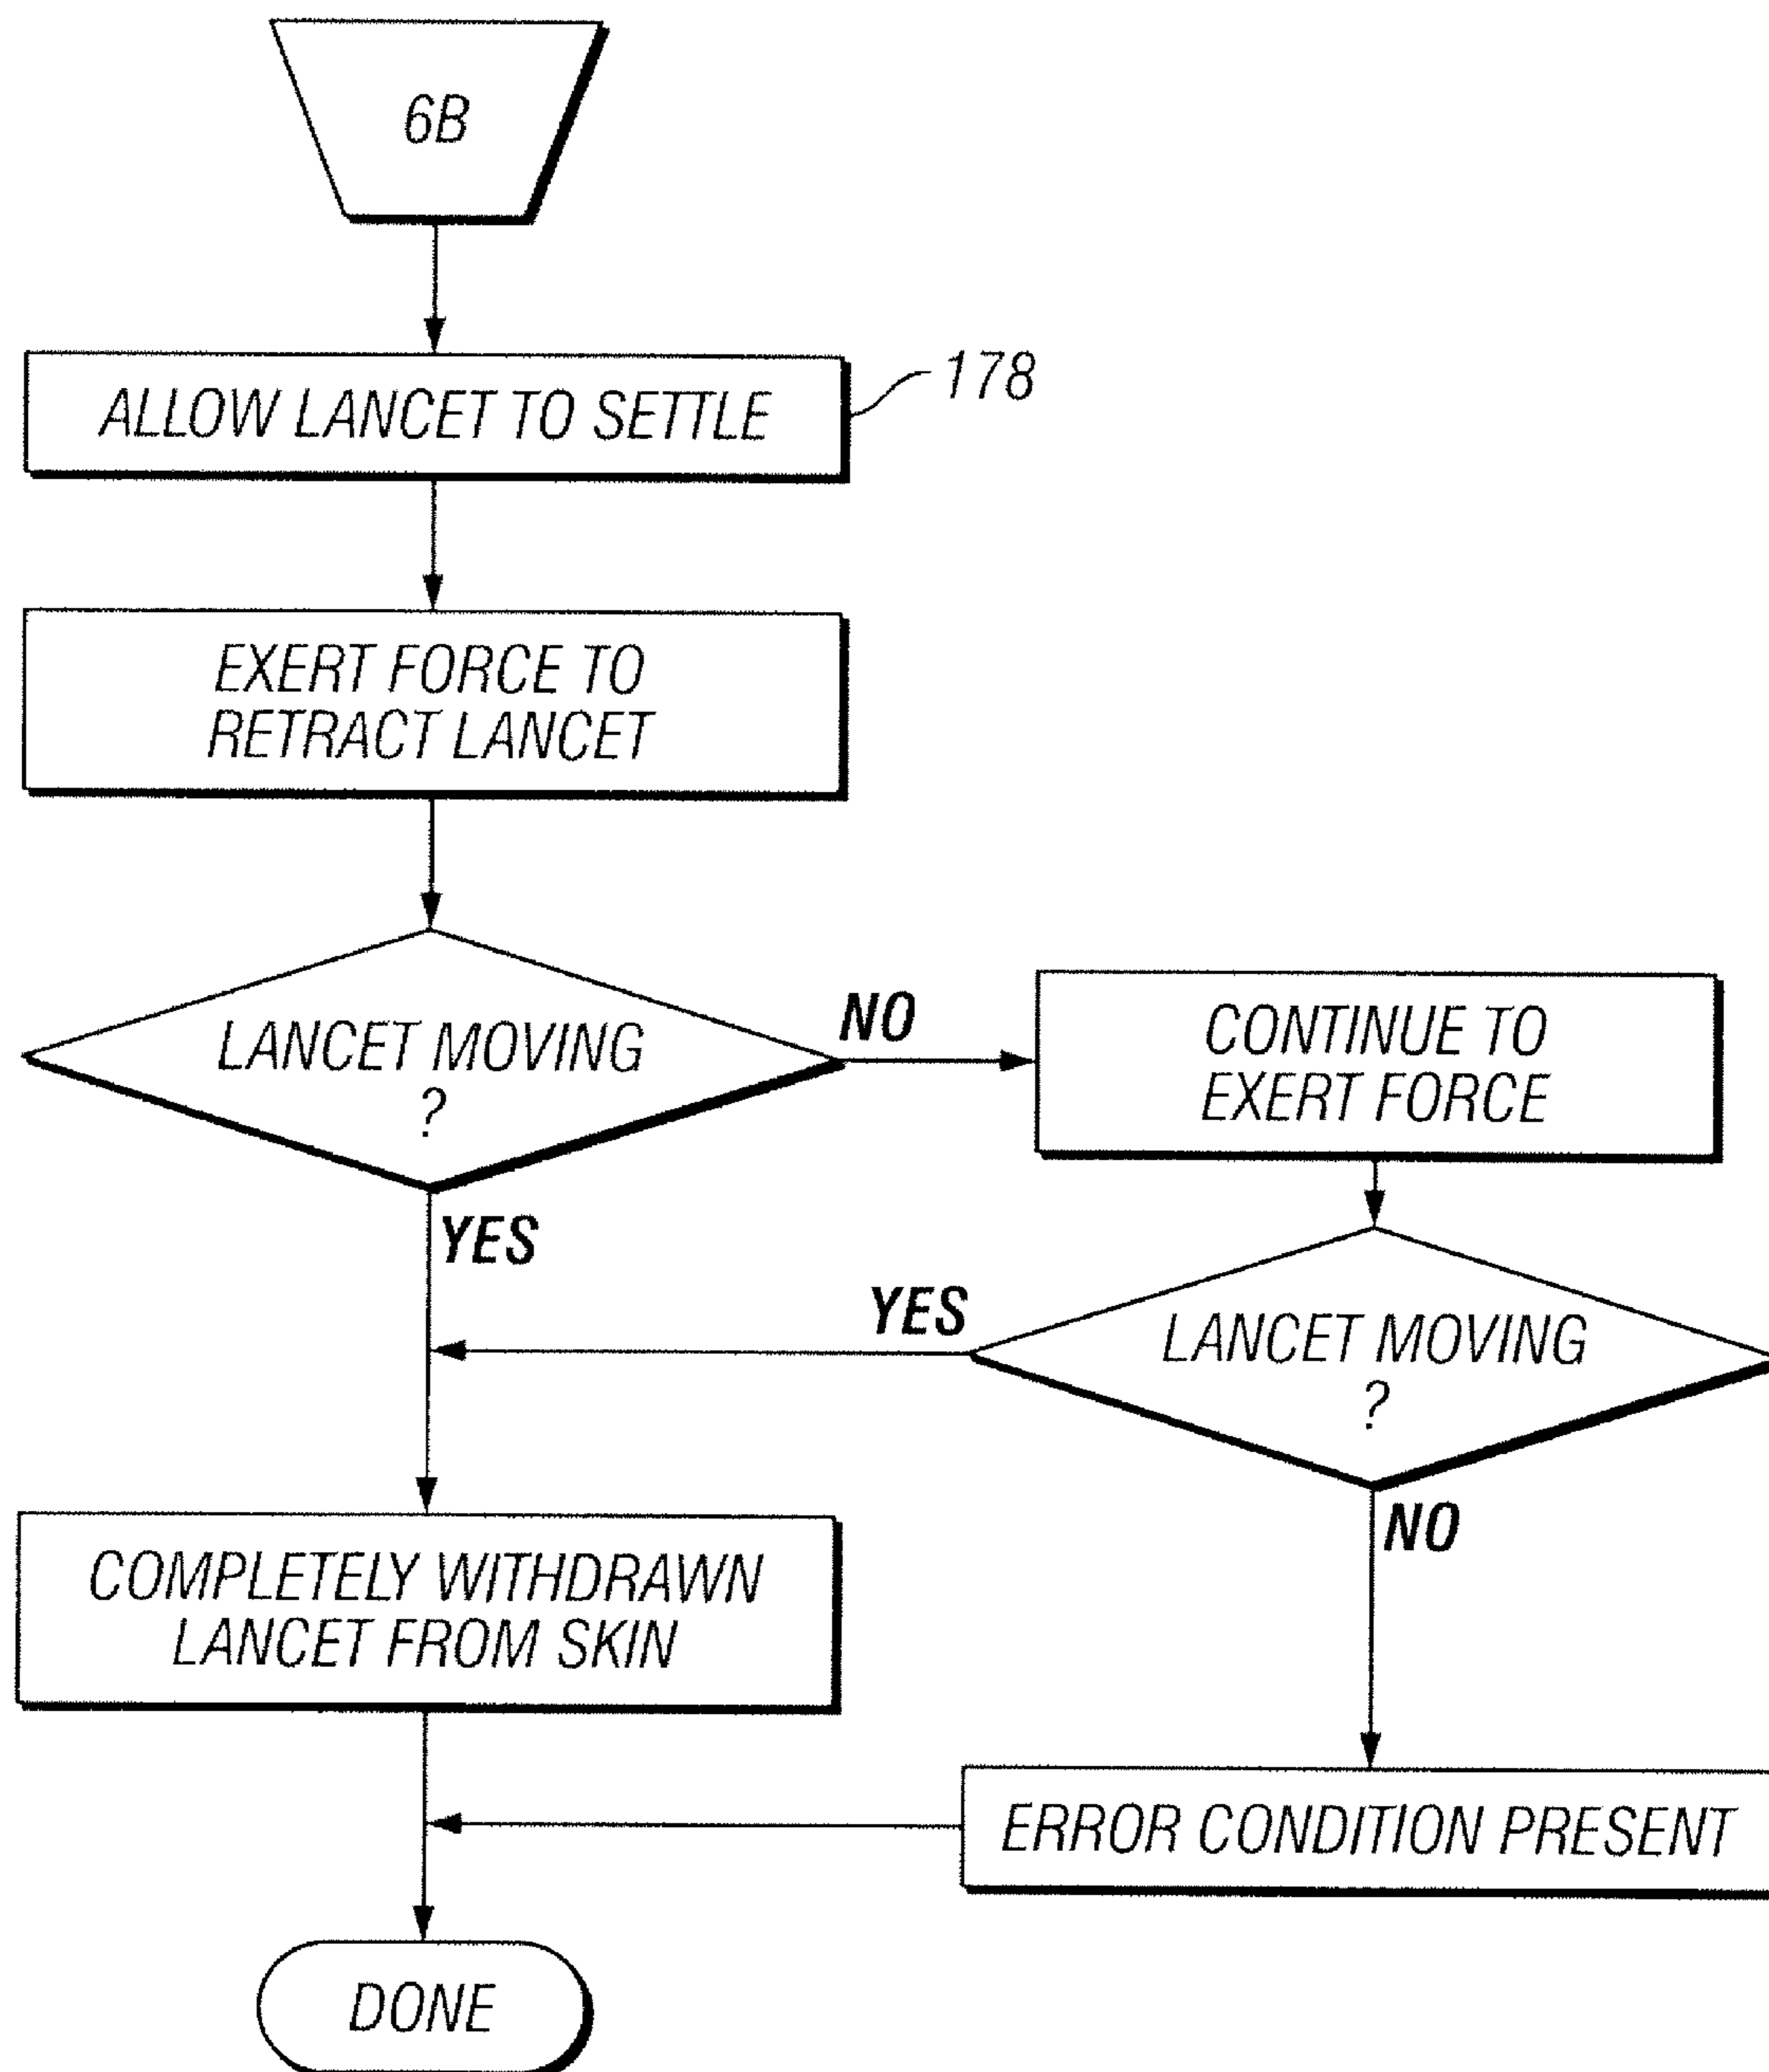 6B
ALLOW LANCET TO SETTLE
178
EXERT FORCE TO
RETRACT LANCET
LANCET MOVING
?
NO
CONTINUE TO
EXERT FORCE
YES
YES
LANCET MOVING
?
NO
COMPLETELY WITHDRAWN
LANCET FROM SKIN
ERROR CONDITION PRESENT
DONE